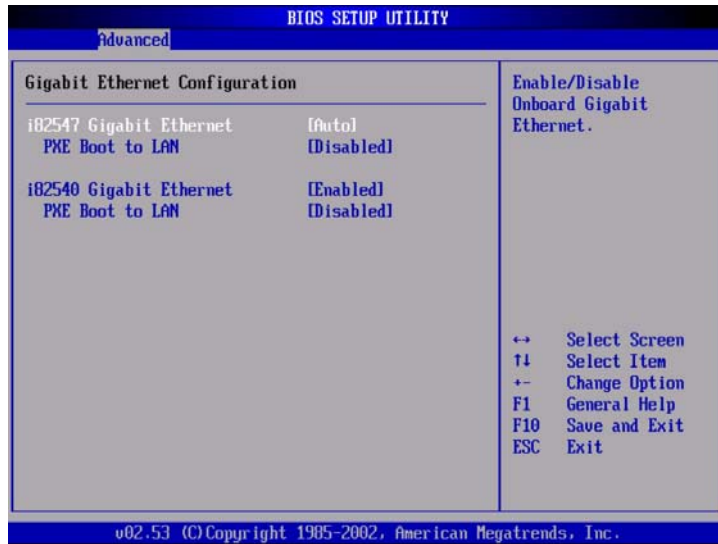 BIOS SETUP UTILITY
Advanced
Gigabit Ethernet Configuration
i82547 Gigabit Ethernet [Auto]
PXE Boot to LAN [Disabled]
i82540 Gigabit Ethernet [Enabled]
PXE Boot to LAN [Disabled]
Enable/Disable
Onboard Gigabit
Ethernet.
↔ Select Screen
↑↓ Select Item
+- Change Option
F1 General Help
F10 Save and Exit
ESC Exit
v02.53 (C)Copyright 1985-2002, American Megatrends, Inc.